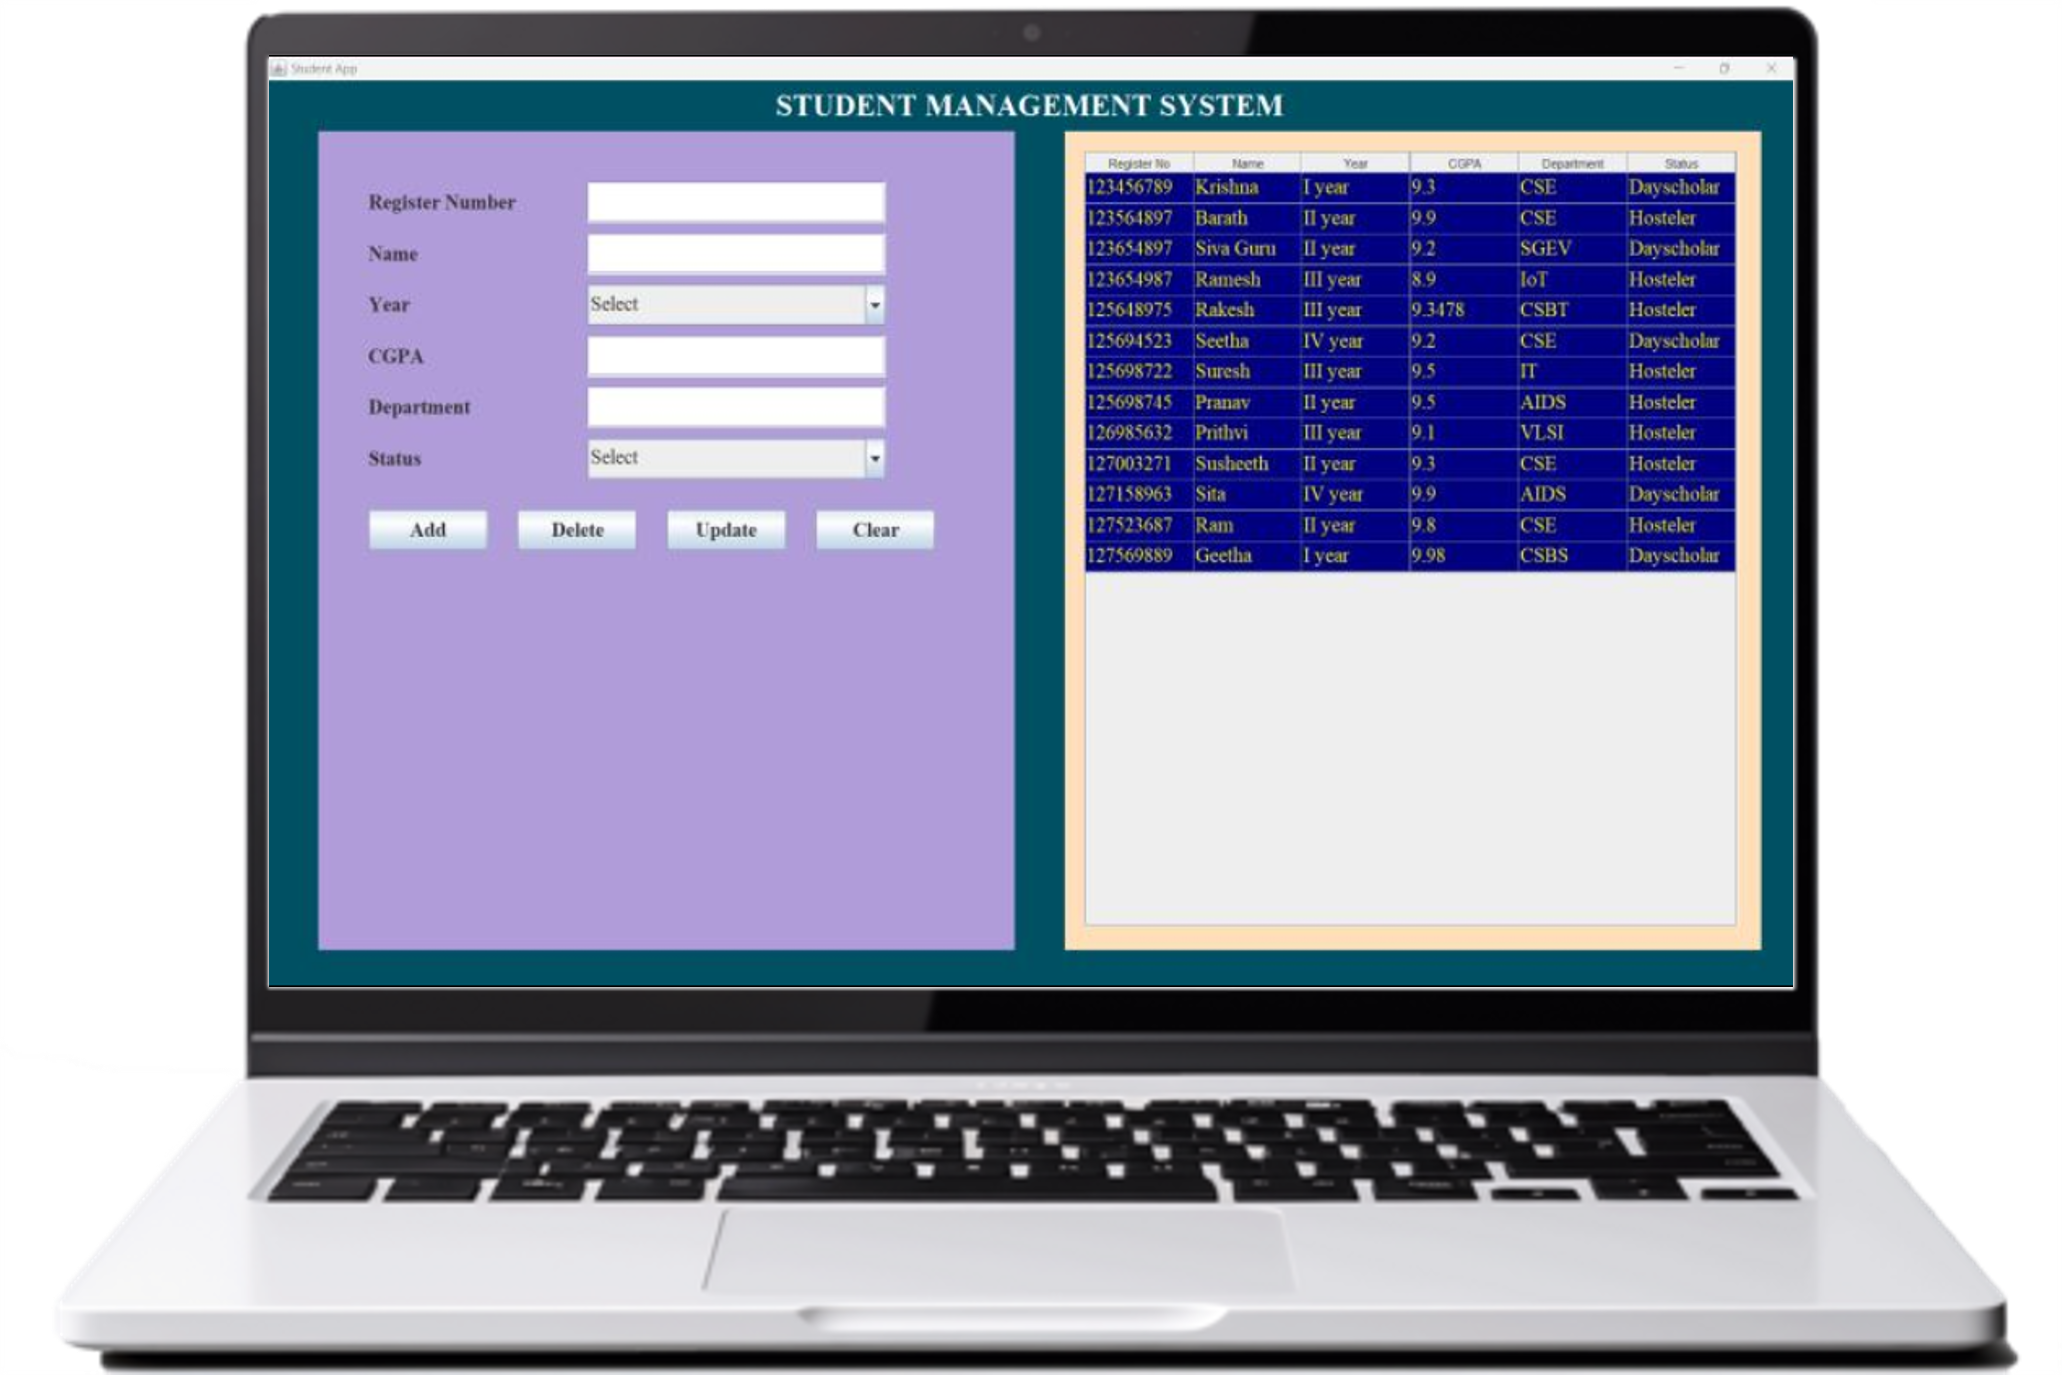 Student App
STUDENT MANAGEMENT SYSTEM
Register Number
Name
Year Select
CGPA
Department
Status Select
Add Delete Update Clear
Register No Name Year CGPA Department Status
123456789 Krishna I year 9.3 CSE Dayscholar
123564897 Barath II year 9.9 CSE Hosteler
123654897 Siva Guru II year 9.2 SGEV Dayscholar
123654987 Ramesh III year 8.9 IoT Hosteler
125648975 Rakesh III year 9.3478 CSBT Hosteler
125694523 Seetha IV year 9.2 CSE Dayscholar
125698722 Suresh III year 9.5 IT Hosteler
125698745 Pranav II year 9.5 AIDS Hosteler
126985632 Prithvi III year 9.1 VLSI Hosteler
127003271 Susheeth II year 9.3 CSE Hosteler
127158963 Sita IV year 9.9 AIDS Dayscholar
127523687 Ram II year 9.8 CSE Hosteler
127569889 Geetha I year 9.98 CSBS Dayscholar